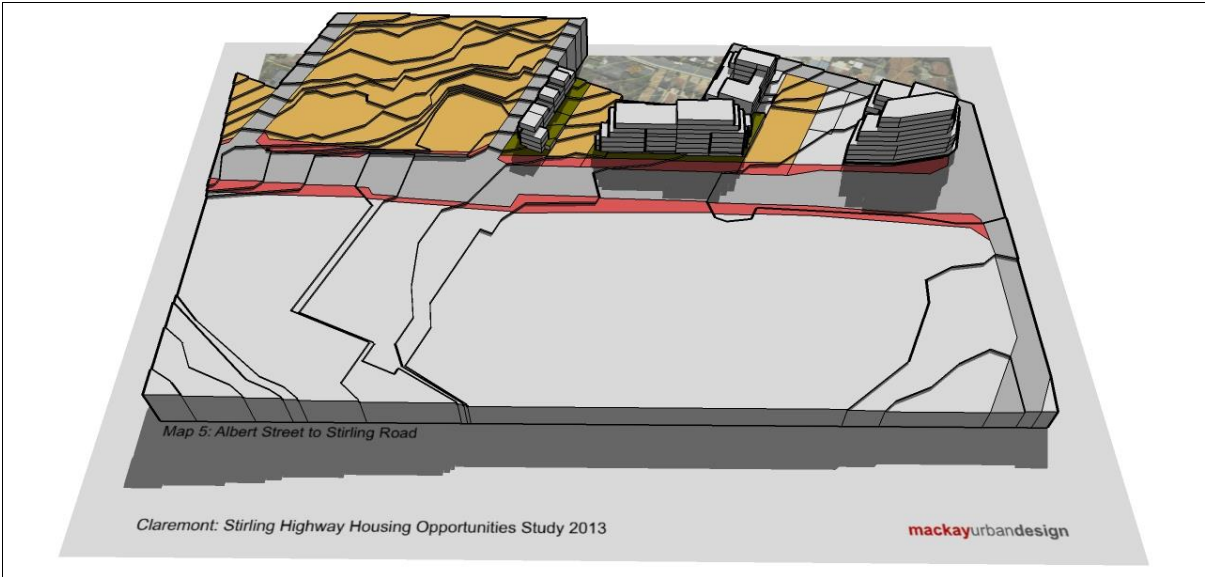 Map 5: Albert Street to Stirling Road
Claremont: Stirling Highway Housing Opportunities Study 2013
mackayurbandesign